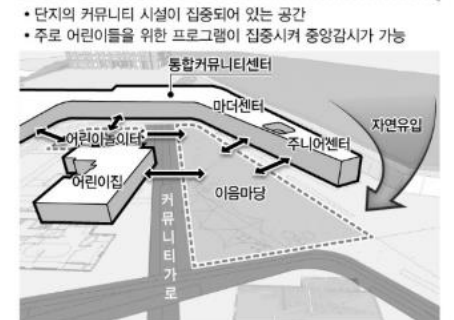 • 단지의 커뮤니티 시설이 집중되어 있는 공간
• 주로 어린이들을 위한 프로그램이 집중시켜 중앙감시가 가능
통합커뮤니티센터
마더센터
자연유입
어린이놀이터
주니어센터
어린이집
이음마당
커뮤니티가로